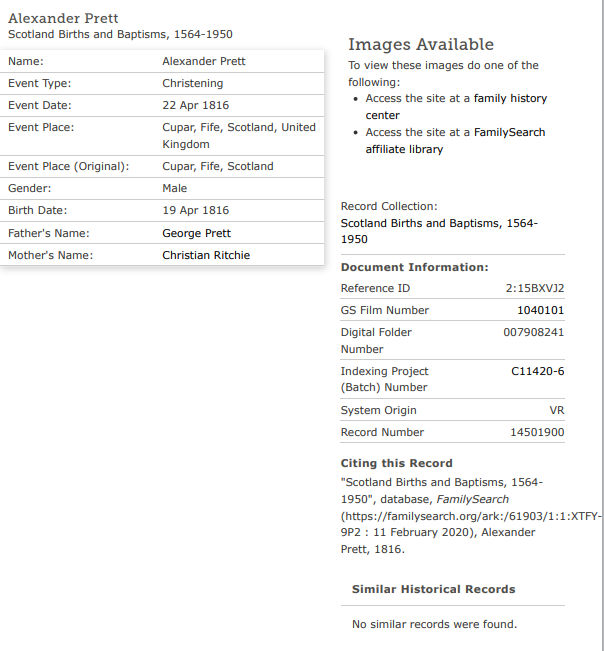 Alexander Prett
Scotland Births and Baptisms, 1564-1950
Name: Alexander Prett
Event Type: Christening
Event Date: 22 Apr 1816
Event Place: Cupar, Fife, Scotland, United
Kingdom
Event Place (Original): Cupar, Fife, Scotland
Gender: Male
Birth Date: 19 Apr 1816
Father's Name: George Prett
Mother's Name: Christian Ritchie
Images Available
To view these images do one of the
following:
• Access the site at a family history
center
• Access the site at a FamilySearch
affiliate library
Record Collection:
Scotland Births and Baptisms, 1564-
1950
Document Information:
Reference ID 2:15BXVJ2
GS Film Number 1040101
Digital Folder 007908241
Number
Indexing Project C11420-6
(Batch) Number
System Origin VR
Record Number 14501900
Citing this Record
"Scotland Births and Baptisms, 1564-
1950", database, FamilySearch
(https://familysearch.org/ark:/61903/1:1:XTFY-
9P2 : 11 February 2020), Alexander
Prett, 1816.
Similar Historical Records
No similar records were found.